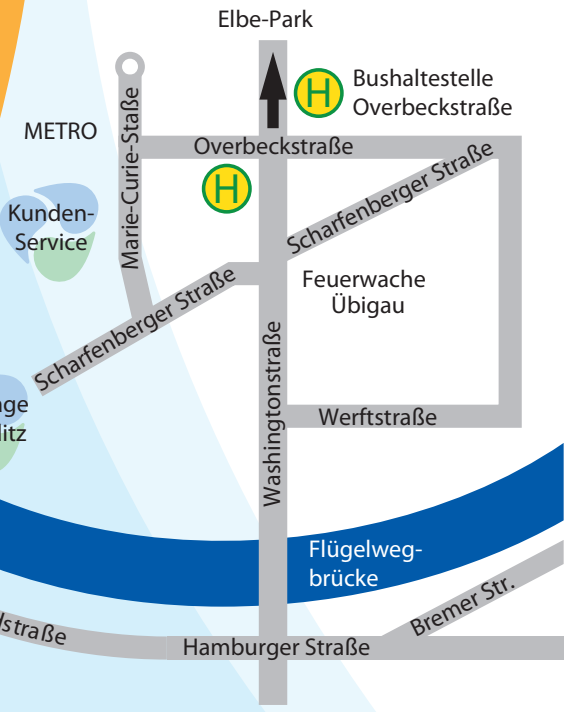 Elbe-Park
H
Bushaltestelle
Overbeckstraße
METRO
Marie-Curie-Staße
Overbeckstraße
H
Scharfenberger Straße
Kunden-
Service
Scharfenberger Straße
Feuerwache
Übigau
Washingtonstraße
Werftstraße
Flügelweg-
brücke
Bremer Str.
Hamburger Straße